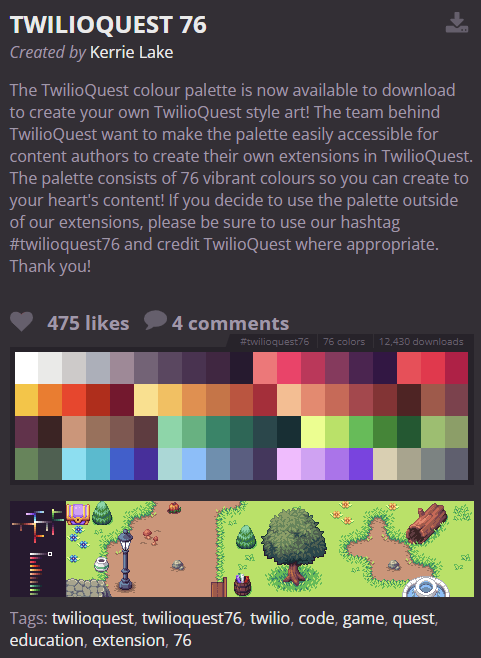 TWILIOQUEST 76
Created by Kerrie Lake
The TwilioQuest colour palette is now available to download
to create your own TwilioQuest style art! The team behind
TwilioQuest want to make the palette easily accessible for
content authors to create their own extensions in TwilioQuest.
The palette consists of 76 vibrant colours so you can create to
your heart's content! If you decide to use the palette outside
of our extensions, please be sure to use our hashtag
#twilioquest76 and credit TwilioQuest where appropriate.
Thank you!
475 likes 4 comments
#twilioquest76 76 colors 12,430 downloads
Tags: twilioquest, twilioquest76, twilio, code, game, quest,
education, extension, 76